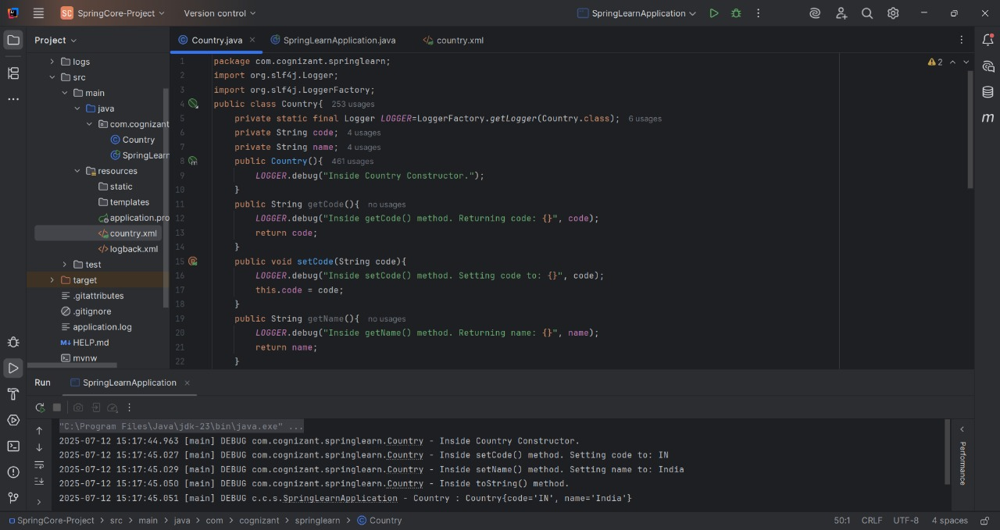 SC SpringCore-Project Version control SpringLearnApplication
Project
Country.java SpringLearnApplication.java country.xml
logs
src
main
java
com.cognizant
Country
SpringLearn
resources
static
templates
application.pro
country.xml
logback.xml
test
target
.gitattributes
.gitignore
application.log
M↓ HELP.md
mvnw
2
1 package com.cognizant.springlearn;
2 import org.slf4j.Logger;
3 import org.slf4j.LoggerFactory;
4 public class Country{ 253 usages
5 private static final Logger LOGGER=LoggerFactory.getLogger(Country.class); 6 usages
6 private String code; 4 usages
7 private String name; 4 usages
8 public Country(){ 461 usages
9 LOGGER.debug("Inside Country Constructor.");
10 }
11 public String getCode(){ no usages
12 LOGGER.debug("Inside getCode() method. Returning code: {}", code);
13 return code;
14 }
15 public void setCode(String code){
16 LOGGER.debug("Inside setCode() method. Setting code to: {}", code);
17 this.code = code;
18 }
19 public String getName(){ no usages
20 LOGGER.debug("Inside getName() method. Returning name: {}", name);
21 return name;
22 }
m
Run SpringLearnApplication
"C:\Program Files\Java\jdk-23\bin\java.exe" ...
2025-07-12 15:17:44.963 [main] DEBUG com.cognizant.springlearn.Country - Inside Country Constructor.
2025-07-12 15:17:45.027 [main] DEBUG com.cognizant.springlearn.Country - Inside setCode() method. Setting code to: IN
2025-07-12 15:17:45.029 [main] DEBUG com.cognizant.springlearn.Country - Inside setName() method. Setting name to: India
2025-07-12 15:17:45.050 [main] DEBUG com.cognizant.springlearn.Country - Inside toString() method.
2025-07-12 15:17:45.051 [main] DEBUG c.c.s.SpringLearnApplication - Country : Country{code='IN', name='India'}
Performance
SpringCore-Project > src > main > java > com > cognizant > springlearn > Country 50:1 CRLF UTF-8 4 spaces